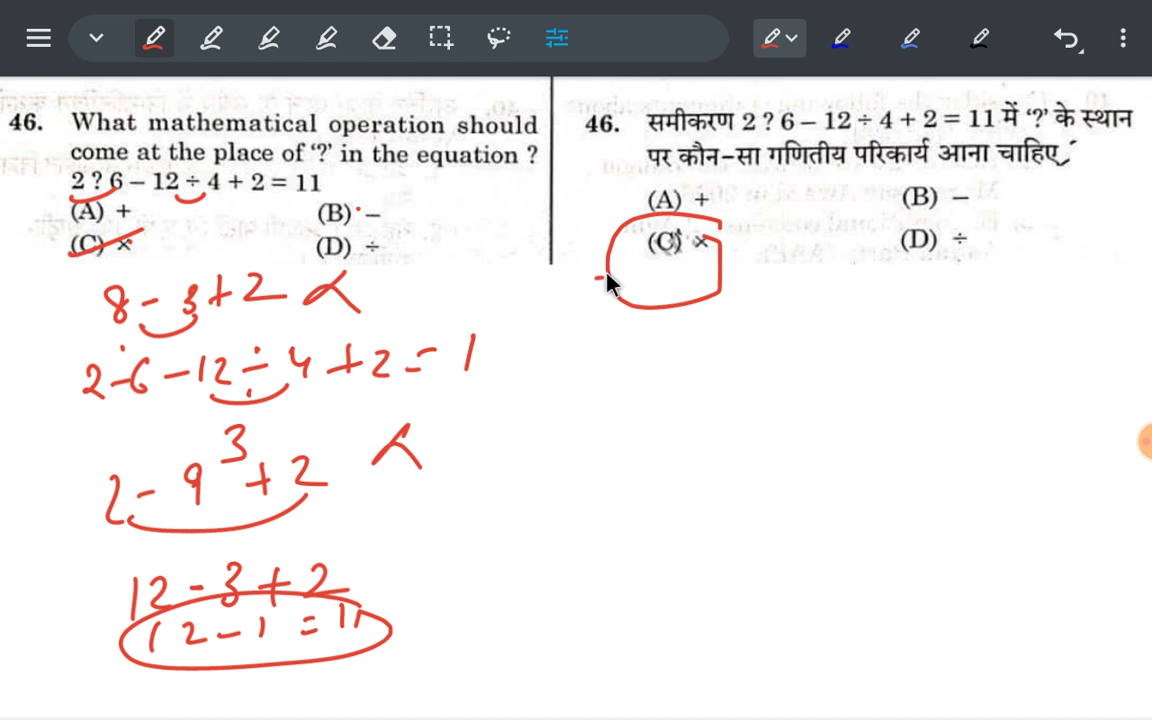 46. What mathematical operation should
come at the place of '?' in the equation ?
2 ? 6 – 12 ÷ 4 + 2 = 11
(A) + (B) –
(C) × (D) ÷
8 - 3 + 2
2 - 6 - 12 ÷ 4 + 2 = 1
3
2 - 9 + 2
12 - 3 + 2
12 - 1 = 11
46. समीकरण 2 ? 6 – 12 ÷ 4 + 2 = 11 में '?' के स्थान
पर कौन-सा गणितीय परिकार्य आना चाहिए
(A) + (B) –
(C) × (D) ÷